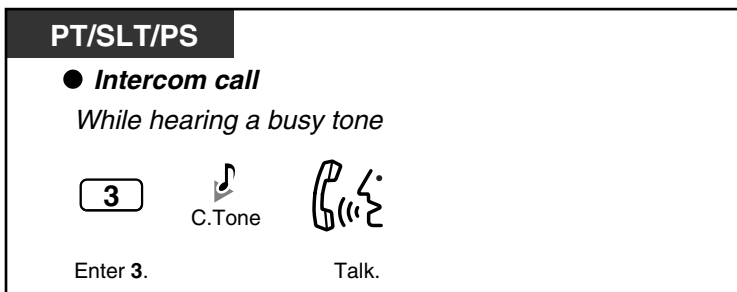 PT/SLT/PS
● Intercom call
While hearing a busy tone
3
C.Tone
Enter 3. Talk.